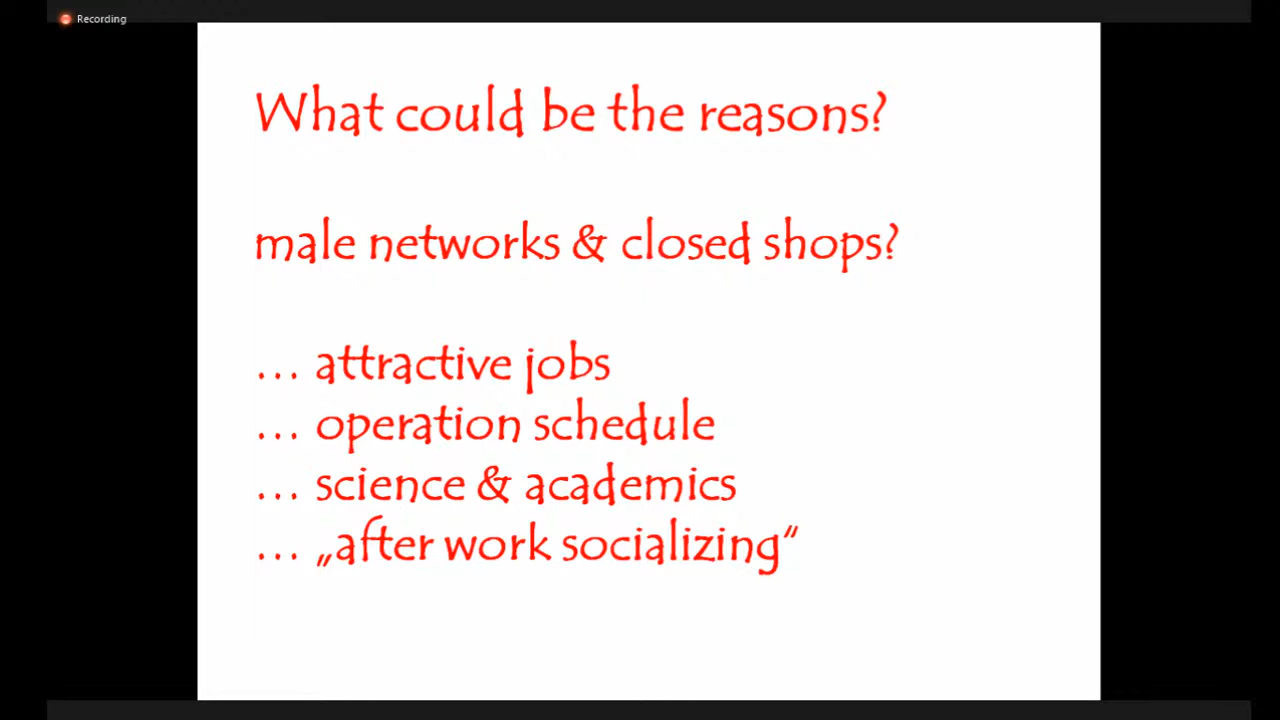 Recording
What could be the reasons?
male networks & closed shops?
... attractive jobs
... operation schedule
... science & academics
... „after work socializing“